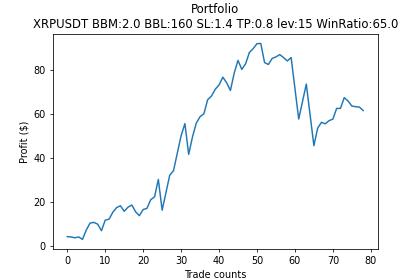 Portfolio
XRPUSDT BBM:2.0 BBL:160 SL:1.4 TP:0.8 lev:15 WinRatio:65.0
80
60
40
20
0
Profit ($)
0 10 20 30 40 50 60 70 80
Trade counts